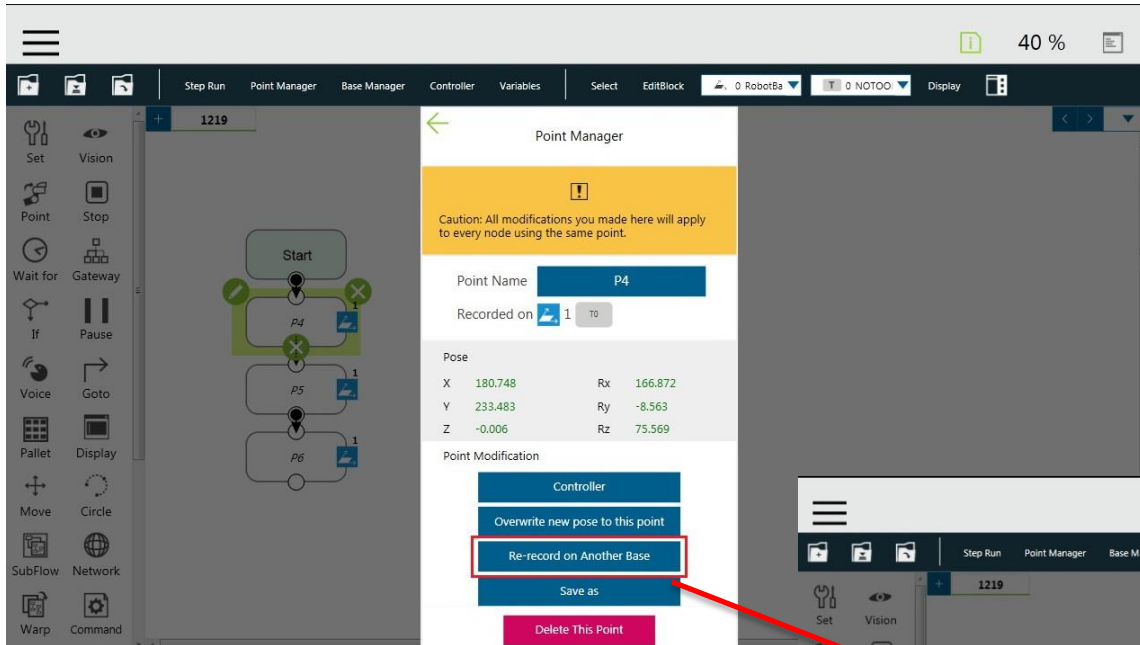 40 %
Step Run Point Manager Base Manager Controller Variables Select EditBlock 0 RobotBa T 0 NOTOO Display
+ 1219
Set Vision
Point Stop
Wait for Gateway
If Pause
Voice Goto
Pallet Display
Move Circle
SubFlow Network
Warp Command
Start
P4 1
P5 1
P6 1
Point Manager
!
Caution: All modifications you made here will apply
to every node using the same point.
Point Name P4
Recorded on 1 T0
Pose
X 180.748 Rx 166.872
Y 233.483 Ry -8.563
Z -0.006 Rz 75.569
Point Modification
Controller
Overwrite new pose to this point
Re-record on Another Base
Save as
Delete This Point
Step Run Point Manager Base M
+ 1219
Set Vision